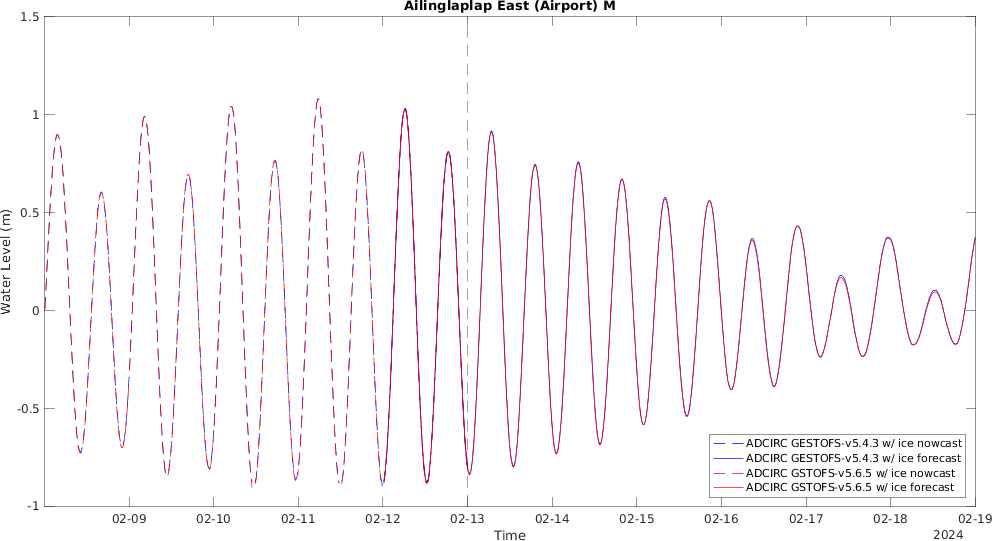 Ailinglaplap East (Airport) M
1.5
1
0.5
0
-0.5
-1
Water Level (m)
02-09
02-10
02-11
02-12
02-13
02-14
02-15
02-16
02-17
02-18
02-19
Time
2024
ADCIRC GESTOFS-v5.4.3 w/ ice nowcast
ADCIRC GESTOFS-v5.4.3 w/ ice forecast
ADCIRC GSTOFS-v5.6.5 w/ ice nowcast
ADCIRC GSTOFS-v5.6.5 w/ ice forecast